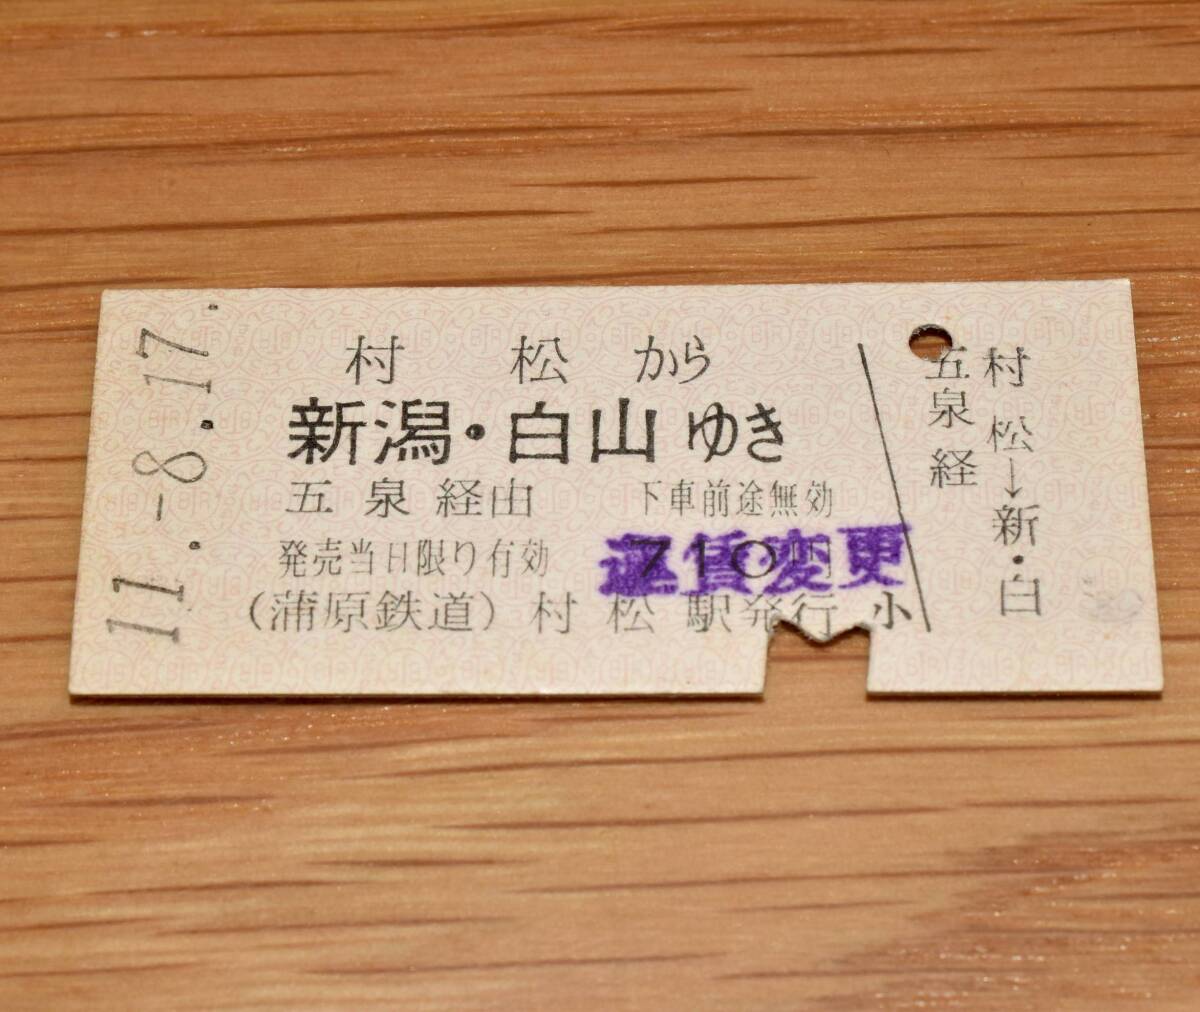 11.-8.17.
村 松 から
新潟・白山 ゆき
五泉経由 下車前途無効
発売当日限り有効 710円
運賃変更
(蒲原鉄道) 村松駅発行 小
村松→新・白
五泉経